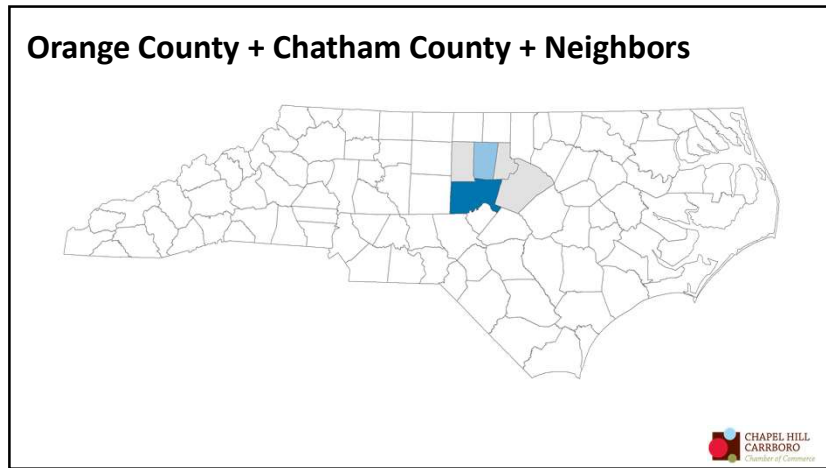 Orange County + Chatham County + Neighbors
CHAPEL HILL
CARRBORO
Chamber of Commerce